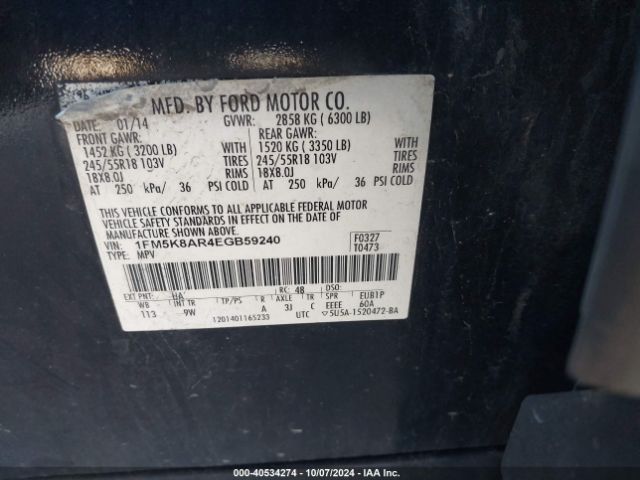 MFD. BY FORD MOTOR CO.
DATE: 01/14 GVWR: 2858 KG ( 6300 LB)
FRONT GAWR: REAR GAWR:
1452 KG ( 3200 LB) WITH 1520 KG ( 3350 LB) WITH
245/55R18 103V TIRES 245/55R18 103V TIRES
18X8.0J RIMS 18X8.0J RIMS
AT 250 kPa/ 36 PSI COLD AT 250 kPa/ 36 PSI COLD
THIS VEHICLE CONFORMS TO ALL APPLICABLE FEDERAL MOTOR
VEHICLE SAFETY STANDARDS IN EFFECT ON THE DATE OF
MANUFACTURE SHOWN ABOVE.
VIN: 1FM5K8AR4EGB59240 F0327
TYPE: MPV T0473
EXT PNT: HA RC: 48
WB INT TR TP/PS R AXLE TR SPR EUB1P
113 9W A 3J C EEEE 60A
1201401165233 UTC ▽5U5A-1520472-BA
000-40534274 | 10/07/2024 | IAA Inc.